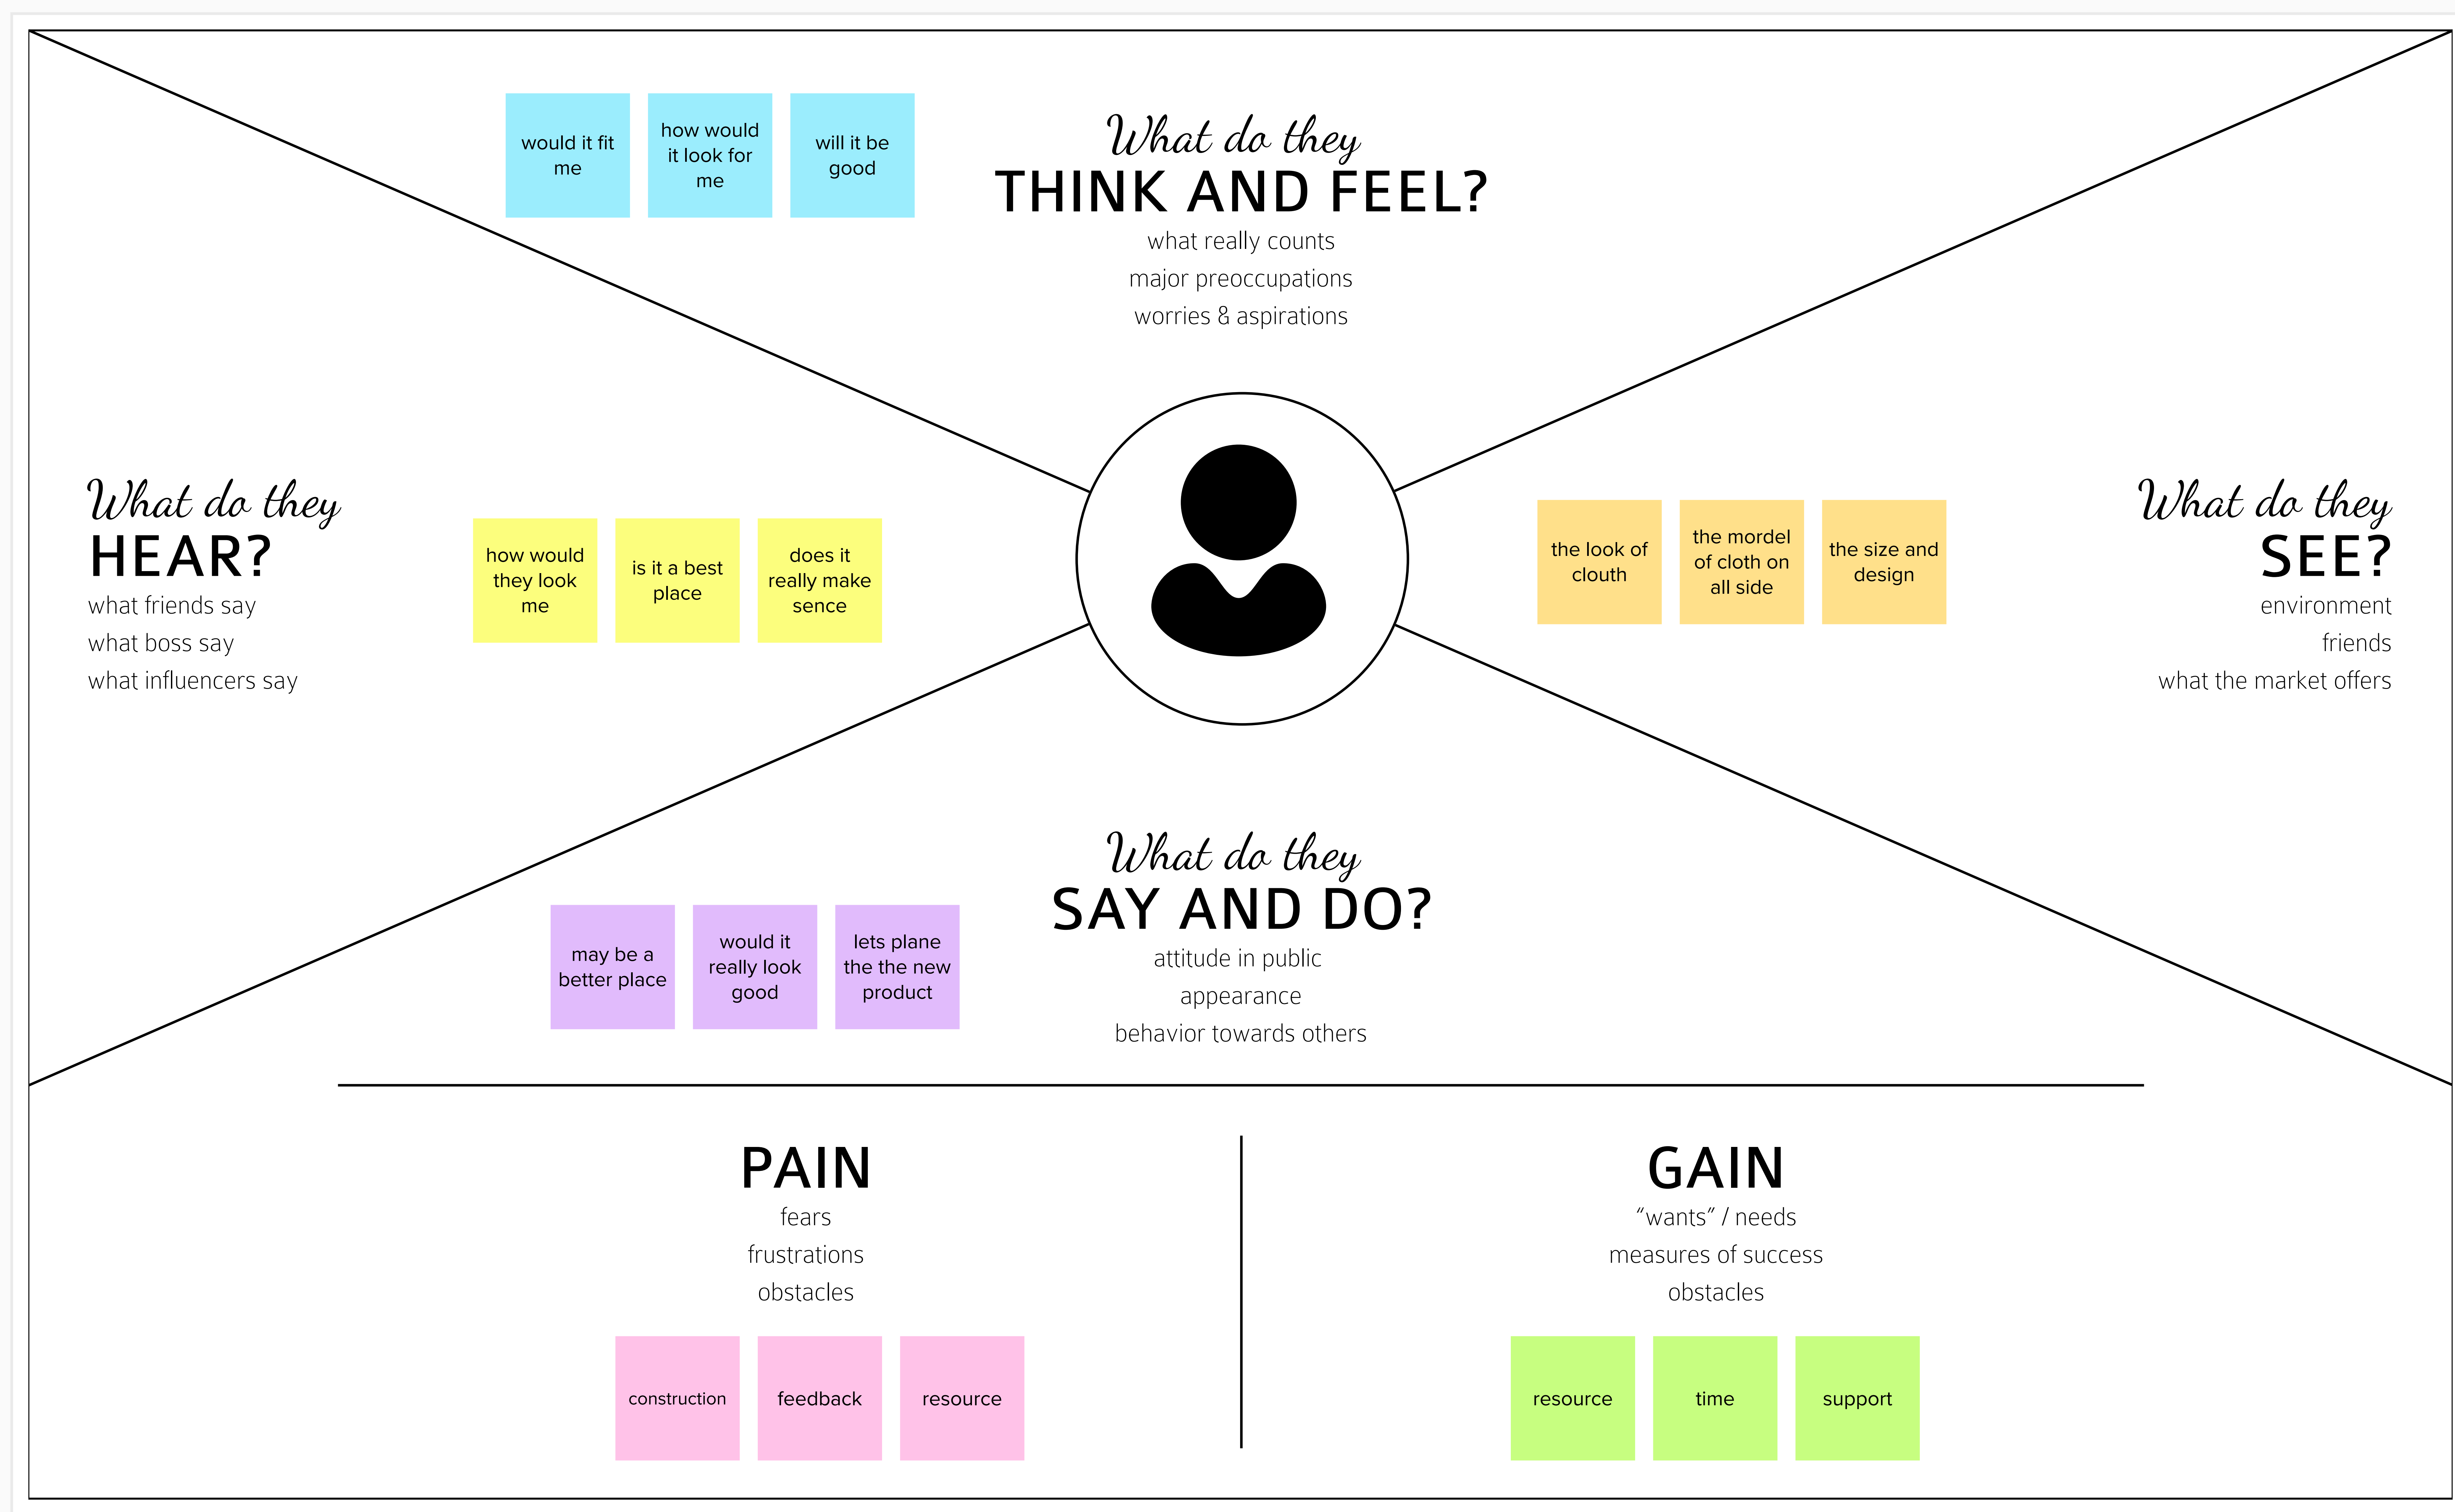 would it fit
me
how would
it look for
me
will it be
good
What do they
THINK AND FEEL?
what really counts
major preoccupations
worries & aspirations
What do they
HEAR?
what friends say
what boss say
what influencers say
how would
they look
me
is it a best
place
does it
really make
sence
the look of
clouth
the mordel
of cloth on
all side
the size and
design
What do they
SEE?
environment
friends
what the market offers
What do they
SAY AND DO?
attitude in public
appearance
behavior towards others
may be a
better place
would it
really look
good
lets plane
the the new
product
PAIN
fears
frustrations
obstacles
construction
feedback
resource
GAIN
“wants” / needs
measures of success
obstacles
resource
time
support